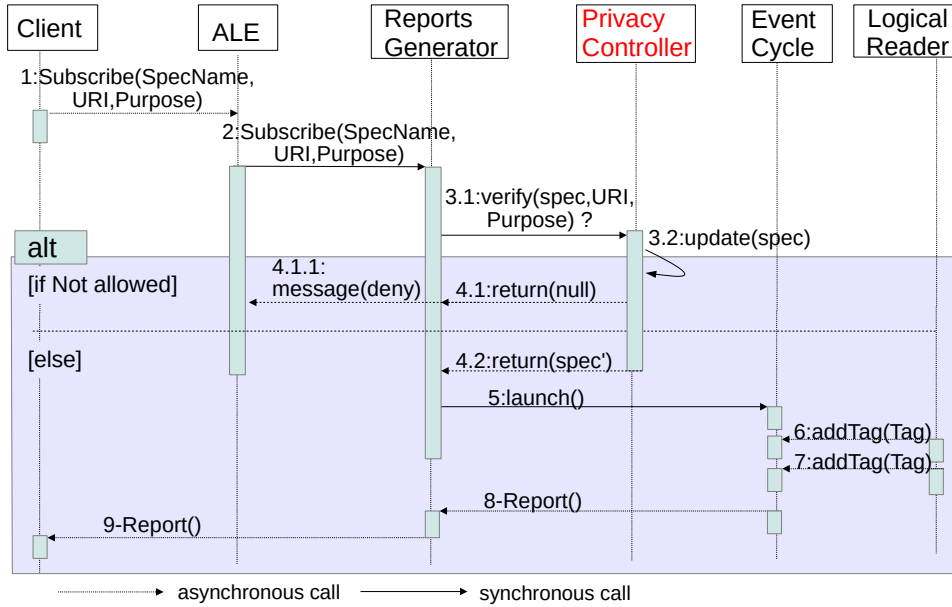 Client
ALE
Reports
Generator
Privacy
Controller
Event
Cycle
Logical
Reader
1:Subscribe(SpecName,
URI,Purpose)
2:Subscribe(SpecName,
URI,Purpose)
3.1:verify(spec,URI,
Purpose) ?
3.2:update(spec)
alt
[if Not allowed]
4.1.1:
message(deny)
4.1:return(null)
[else]
4.2:return(spec')
5:launch()
6:addTag(Tag)
7:addTag(Tag)
8-Report()
9-Report()
asynchronous call
synchronous call